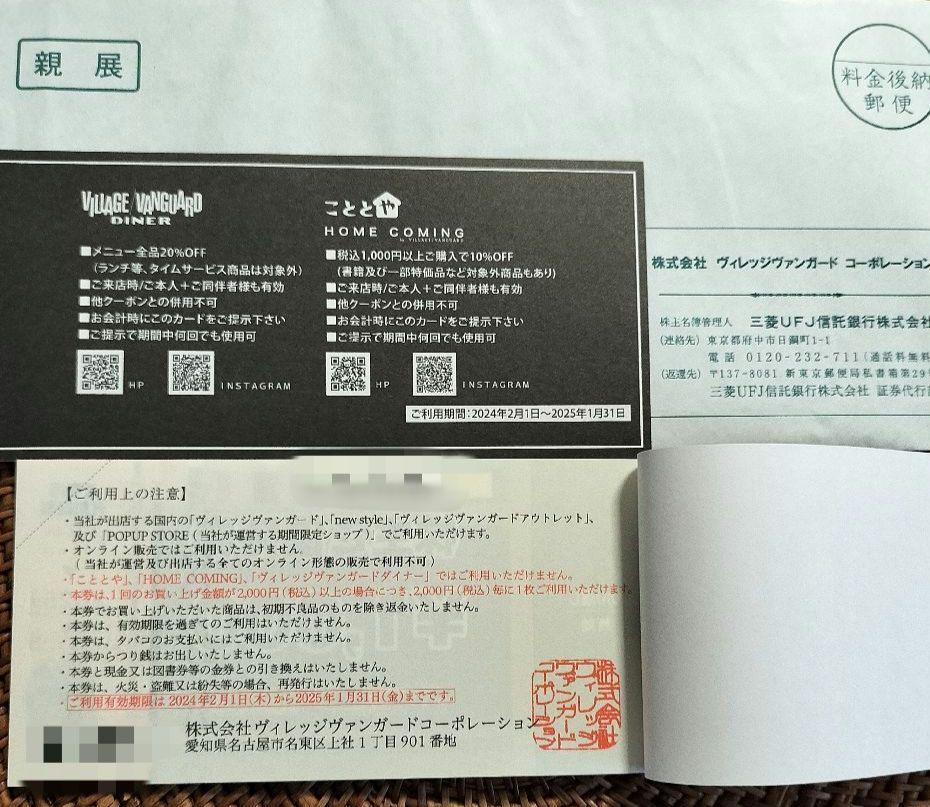 親展
料金後納
郵便
VILLAGE VANGUARD
DINER
■メニュー全品20%OFF
(ランチ等、タイムサービス商品は対象外)
■ご来店時/ご本人+ご同伴者様も有効
■他クーポンとの併用不可
■お会計時にこのカードをご提示下さい
■ご提示で期間中何回でも使用可
HP
INSTAGRAM
こととや
HOME COMING
by VILLAGE VANGUARD
■税込1,000円以上ご購入で10%OFF
(書籍及び一部特価品など対象外商品もあり)
■ご来店時/ご本人+ご同伴者様も有効
■他クーポンとの併用不可
■お会計時にこのカードをご提示下さい
■ご提示で期間中何回でも使用可
HP
INSTAGRAM
ご利用期間:2024年2月1日~2025年1月31日
株式会社 ヴィレッジヴァンガード コーポレーション
株主名簿管理人 三菱UFJ信託銀行株式会社
(連絡先) 東京都府中市日鋼町1-1
電話 0120-232-711(通話料無料
(返還先) 〒137-8081 新東京郵便局私書箱第29号
三菱UFJ信託銀行株式会社 証券代行部
【ご利用上の注意】
・当社が出店する国内の「ヴィレッジヴァンガード」、「new style」、「ヴィレッジヴァンガードアウトレット」、
及び「POPUP STORE(当社が運営する期間限定ショップ)」でご利用いただけます。
・オンライン販売ではご利用いただけません。
(当社が運営及び出店する全てのオンライン形態の販売で利用不可)
・「こととや」、「HOME COMING」、「ヴィレッジヴァンガードダイナー」ではご利用いただけません。
・本券は、1回のお買い上げ金額が2,000円(税込)以上の場合につき、2,000円(税込)毎に1枚ご利用いただけます。
・本券でお買い上げいただいた商品は、初期不良品のものを除き返金いたしません。
・本券は、有効期限を過ぎてのご利用はいただけません。
・本券は、タバコのお支払いにはご利用いただけません。
・本券からつり銭はお出しいたしません。
・本券と現金又は図書券等の金券との引き換えはいたしません。
・本券は、火災・盗難又は紛失等の場合、再発行はいたしません。
・ご利用有効期限は2024年2月1日(木)から2025年1月31日(金)までです。
株式会社ヴィレッジヴァンガードコーポレーション
愛知県名古屋市名東区上社1丁目901番地
株式会社
ヴィレッジ
ヴァンガード
コーポレーション